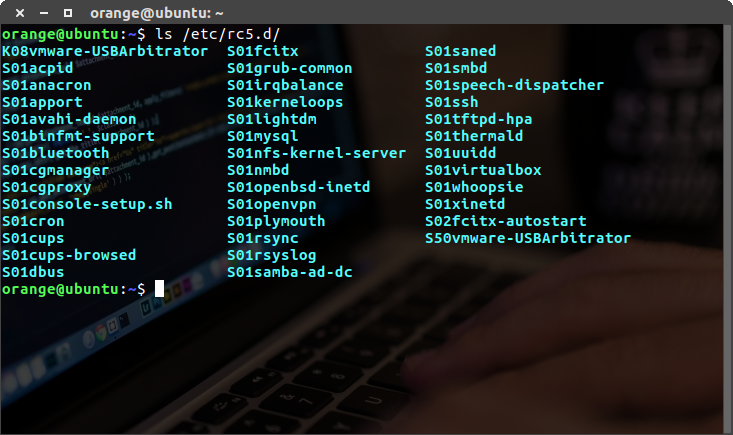 orange@ubuntu: ~
orange@ubuntu:~$ ls /etc/rc5.d/
K08vmware-USBArbitrator S01fcitx S01saned
S01acpid S01grub-common S01smbd
S01anacron S01irqbalance S01speech-dispatcher
S01apport S01kerneloops S01ssh
S01avahi-daemon S01lightdm S01tftpd-hpa
S01binfmt-support S01mysql S01thermald
S01bluetooth S01nfs-kernel-server S01uuidd
S01cgmanager S01nmbd S01virtualbox
S01cgproxy S01openbsd-inetd S01whoopsie
S01console-setup.sh S01openvpn S01xinetd
S01cron S01plymouth S02fcitx-autostart
S01cups S01rsync S50vmware-USBArbitrator
S01cups-browsed S01rsyslog
S01dbus S01samba-ad-dc
orange@ubuntu:~$